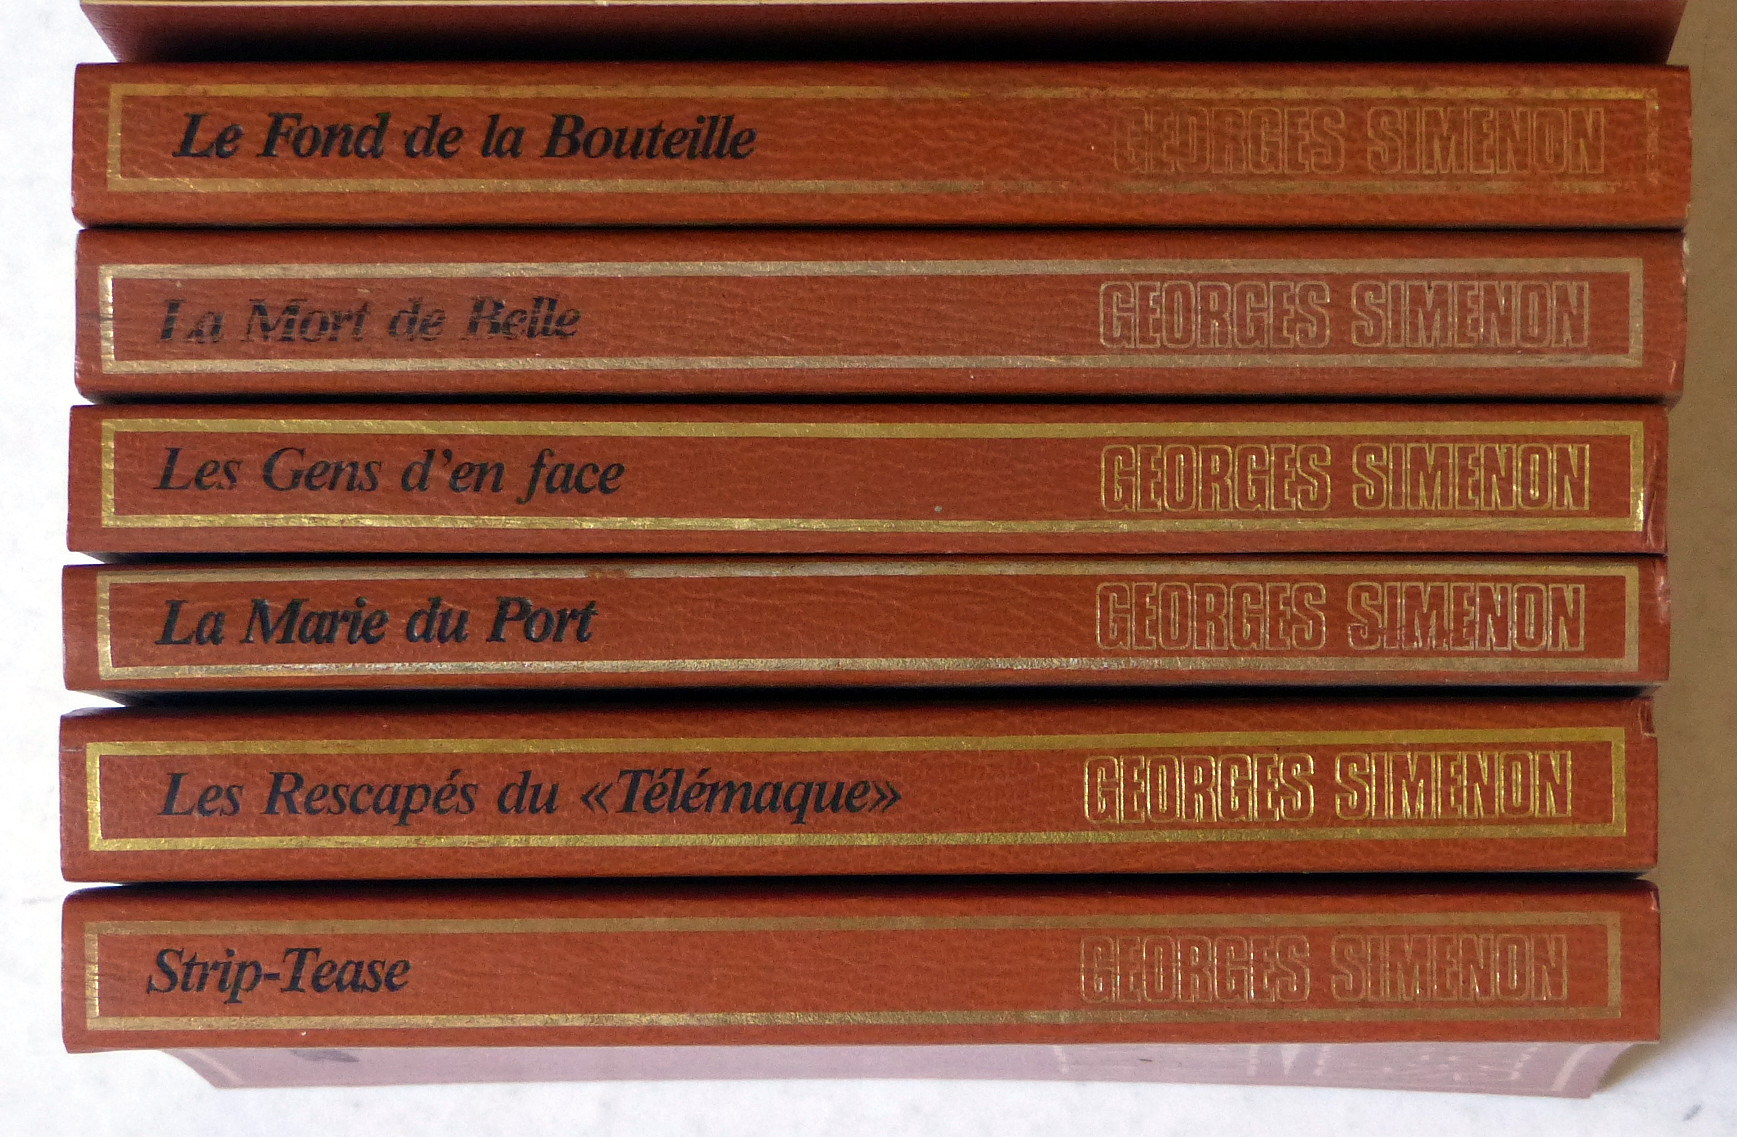 Le Fond de la Bouteille GEORGES SIMENON
La Mort de Belle GEORGES SIMENON
Les Gens d'en face GEORGES SIMENON
La Marie du Port GEORGES SIMENON
Les Rescapés du «Télémaque» GEORGES SIMENON
Strip-Tease GEORGES SIMENON